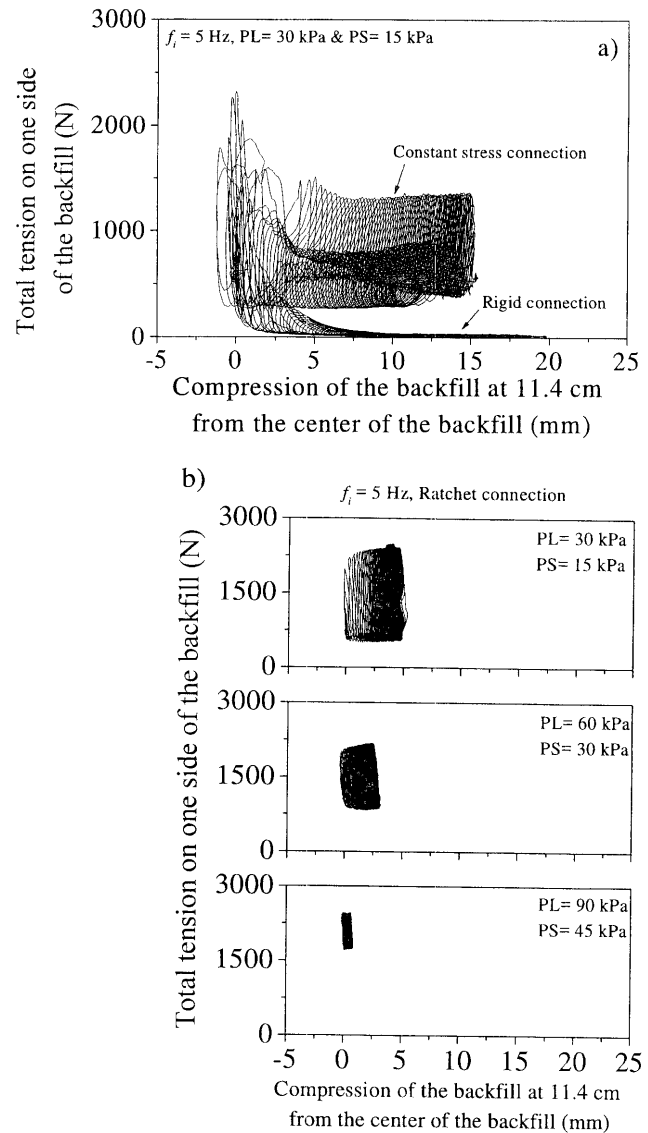 f_i = 5 Hz, PL= 30 kPa & PS= 15 kPa
a)
Total tension on one side
of the backfill (N)
3000
2000
1000
0
Constant stress connection
Rigid connection
-5 0 5 10 15 20 25
Compression of the backfill at 11.4 cm
from the center of the backfill (mm)
b)
f_i = 5 Hz, Ratchet connection
Total tension on one side of the backfill (N)
3000
1500
0
PL= 30 kPa
PS= 15 kPa
3000
1500
0
PL= 60 kPa
PS= 30 kPa
3000
1500
0
PL= 90 kPa
PS= 45 kPa
-5 0 5 10 15 20 25
Compression of the backfill at 11.4 cm
from the center of the backfill (mm)